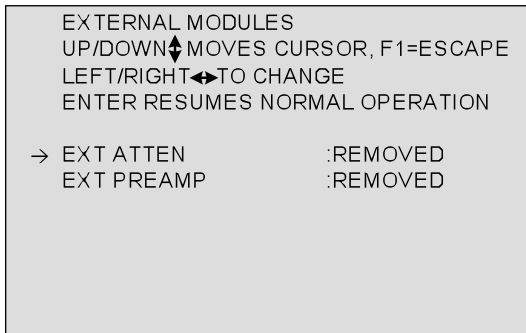 EXTERNAL MODULES
UP/DOWN↕MOVES CURSOR, F1=ESCAPE
LEFT/RIGHT↔TO CHANGE
ENTER RESUMES NORMAL OPERATION
→ EXT ATTEN :REMOVED
EXT PREAMP :REMOVED